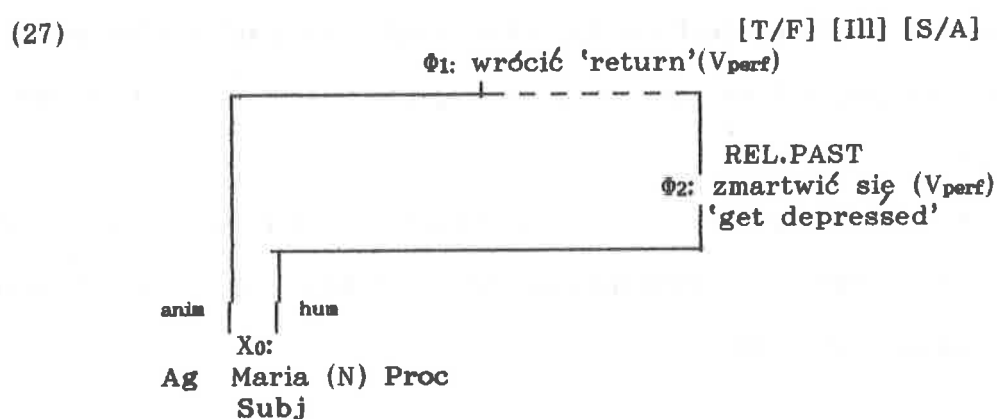 (27) [T/F] [Ill] [S/A]
Φ1: wrócić ‘return’(Vperf)
REL.PAST
Φ2: zmartwić się (Vperf)
‘get depressed’
anim hum
X0:
Ag Maria (N) Proc
Subj